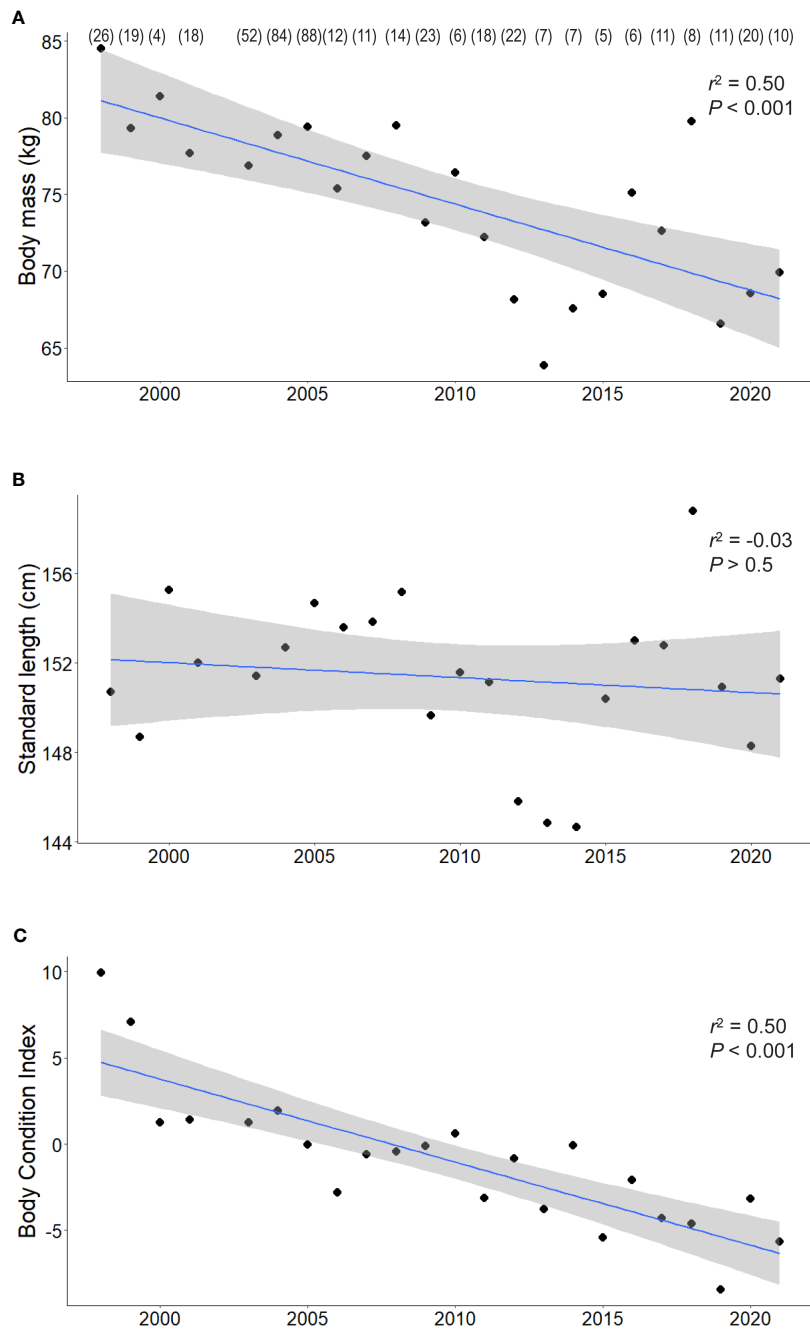 A
(26) (19) (4) (18) (52) (84) (88) (12) (11) (14) (23) (6) (18) (22) (7) (7) (5) (6) (11) (8) (11) (20) (10)
85
r² = 0.50
P < 0.001
80
75
70
65
Body mass (kg)
2000 2005 2010 2015 2020
B
r² = -0.03
P > 0.5
156
152
148
144
Standard length (cm)
2000 2005 2010 2015 2020
C
10
r² = 0.50
P < 0.001
5
0
-5
Body Condition Index
2000 2005 2010 2015 2020